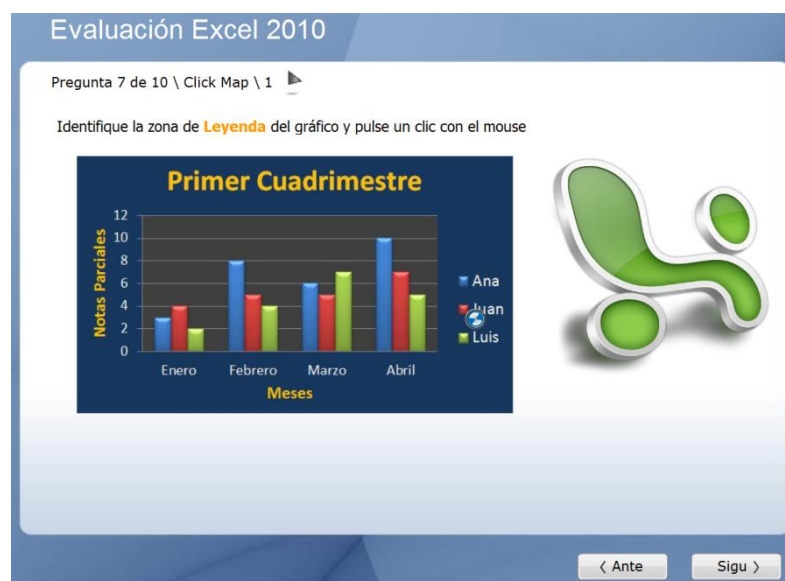 Evaluación Excel 2010
Pregunta 7 de 10 \ Click Map \ 1
Identifique la zona de Leyenda del gráfico y pulse un clic con el mouse
Primer Cuadrimestre
Notas Parciales
12
10
8
6
4
2
0
Enero Febrero Marzo Abril
Meses
Ana
Juan
Luis
< Ante Sigu >